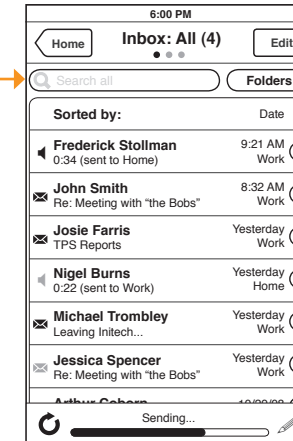 6:00 PM
Home
Inbox: All (4)
Edit
Search all
Folders
Sorted by:
Date
Frederick Stollman
9:21 AM
0:34 (sent to Home)
Work
John Smith
8:32 AM
Re: Meeting with “the Bobs”
Work
Josie Farris
Yesterday
TPS Reports
Work
Nigel Burns
Yesterday
0:22 (sent to Work)
Home
Michael Trombley
Yesterday
Leaving Initech...
Work
Jessica Spencer
Yesterday
Re: Meeting with “the Bobs”
Work
Sending...